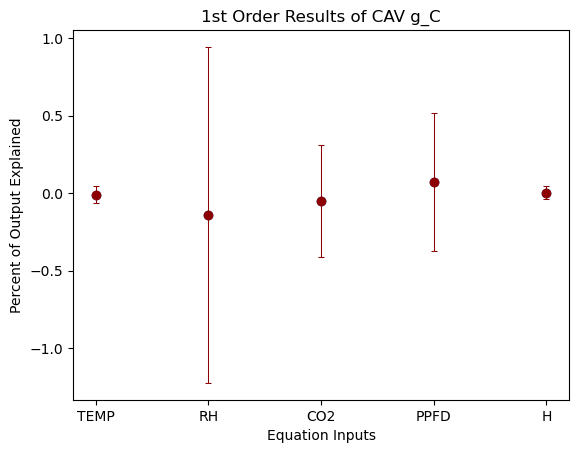 1st Order Results of CAV g_C
Percent of Output Explained
1.0
0.5
0.0
−0.5
−1.0
TEMP RH CO2 PPFD H
Equation Inputs